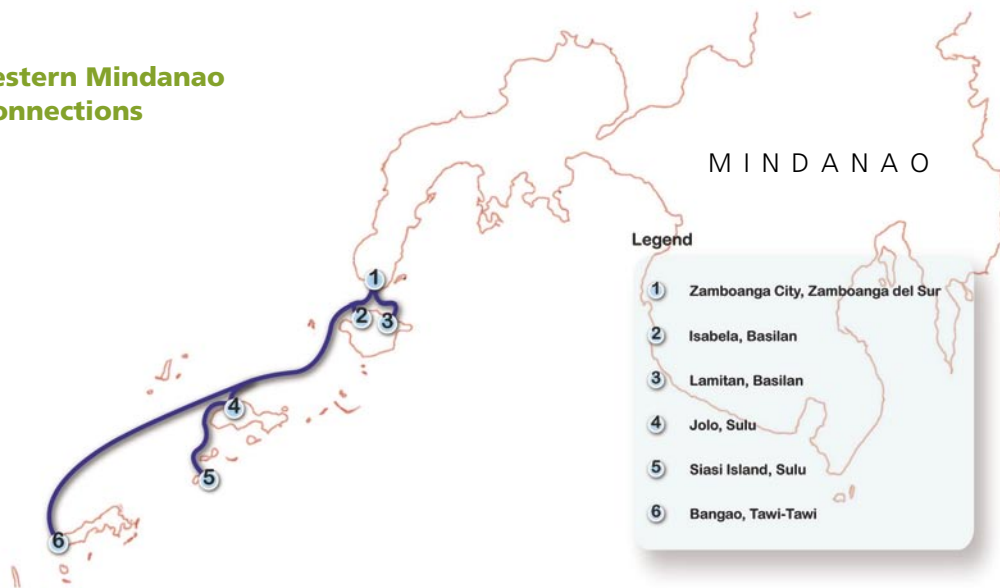 estern Mindanao
onnections
MINDANAO
Legend
1 Zamboanga City, Zamboanga del Sur
2 Isabela, Basilan
3 Lamitan, Basilan
4 Jolo, Sulu
5 Siasi Island, Sulu
6 Bangao, Tawi-Tawi
1
2
3
4
5
6